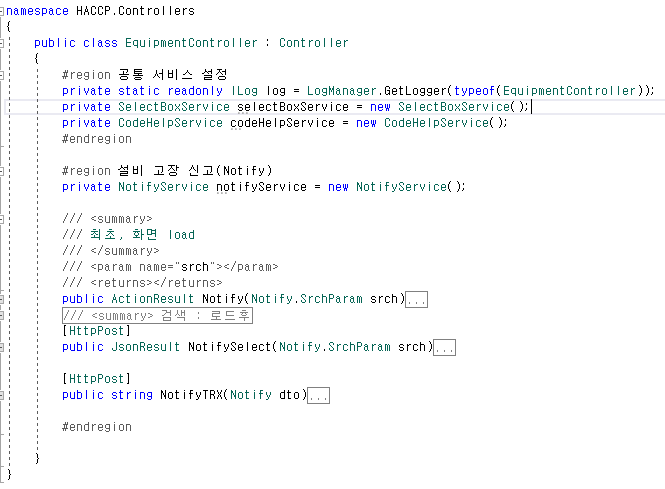 namespace HACCP.Controllers
{
public class EquipmentController : Controller
{
#region 공통 서비스 설정
private static readonly ILog log = LogManager.GetLogger(typeof(EquipmentController));
private SelectBoxService selectBoxService = new SelectBoxService();
private CodeHelpService codeHelpService = new CodeHelpService();
#endregion
#region 설비 고장 신고(Notify)
private NotifyService notifyService = new NotifyService();
/// <summary>
/// 최초, 화면 load
/// </summary>
/// <param name="srch"></param>
/// <returns></returns>
public ActionResult Notify(Notify.SrchParam srch)...
/// <summary> 검색 : 로드후
[HttpPost]
public JsonResult NotifySelect(Notify.SrchParam srch)...
[HttpPost]
public string NotifyTRX(Notify dto)...
#endregion
}
}